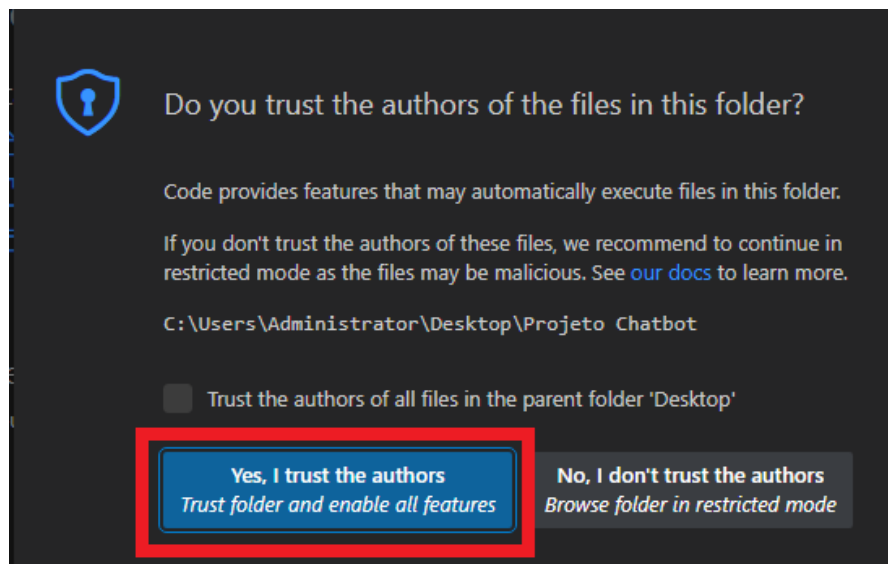 Do you trust the authors of the files in this folder?
Code provides features that may automatically execute files in this folder.
If you don't trust the authors of these files, we recommend to continue in
restricted mode as the files may be malicious. See our docs to learn more.
C:\Users\Administrator\Desktop\Projeto Chatbot
Trust the authors of all files in the parent folder 'Desktop'
Yes, I trust the authors
Trust folder and enable all features
No, I don't trust the authors
Browse folder in restricted mode